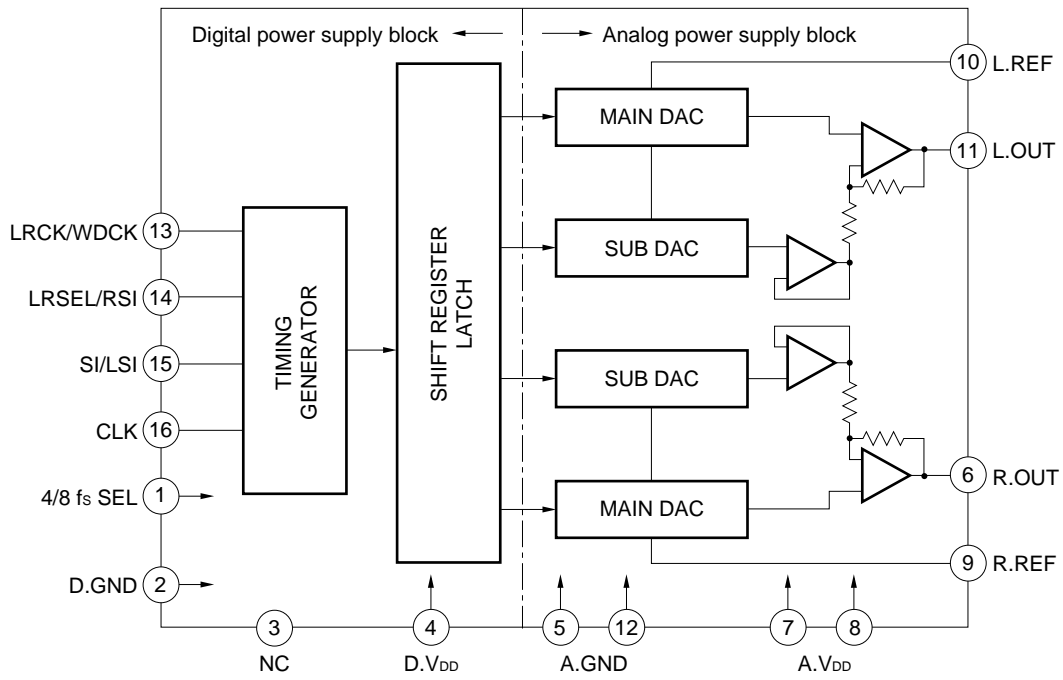 Digital power supply block
Analog power supply block
10 L.REF
MAIN DAC
11 L.OUT
LRCK/WDCK 13
SUB DAC
LRSEL/RSI 14
TIMING
GENERATOR
SHIFT REGISTER
LATCH
SI/LSI 15
SUB DAC
CLK 16
6 R.OUT
4/8 fs SEL 1
MAIN DAC
9 R.REF
D.GND 2
3
4
5
12
7
8
NC
D.VDD
A.GND
A.VDD